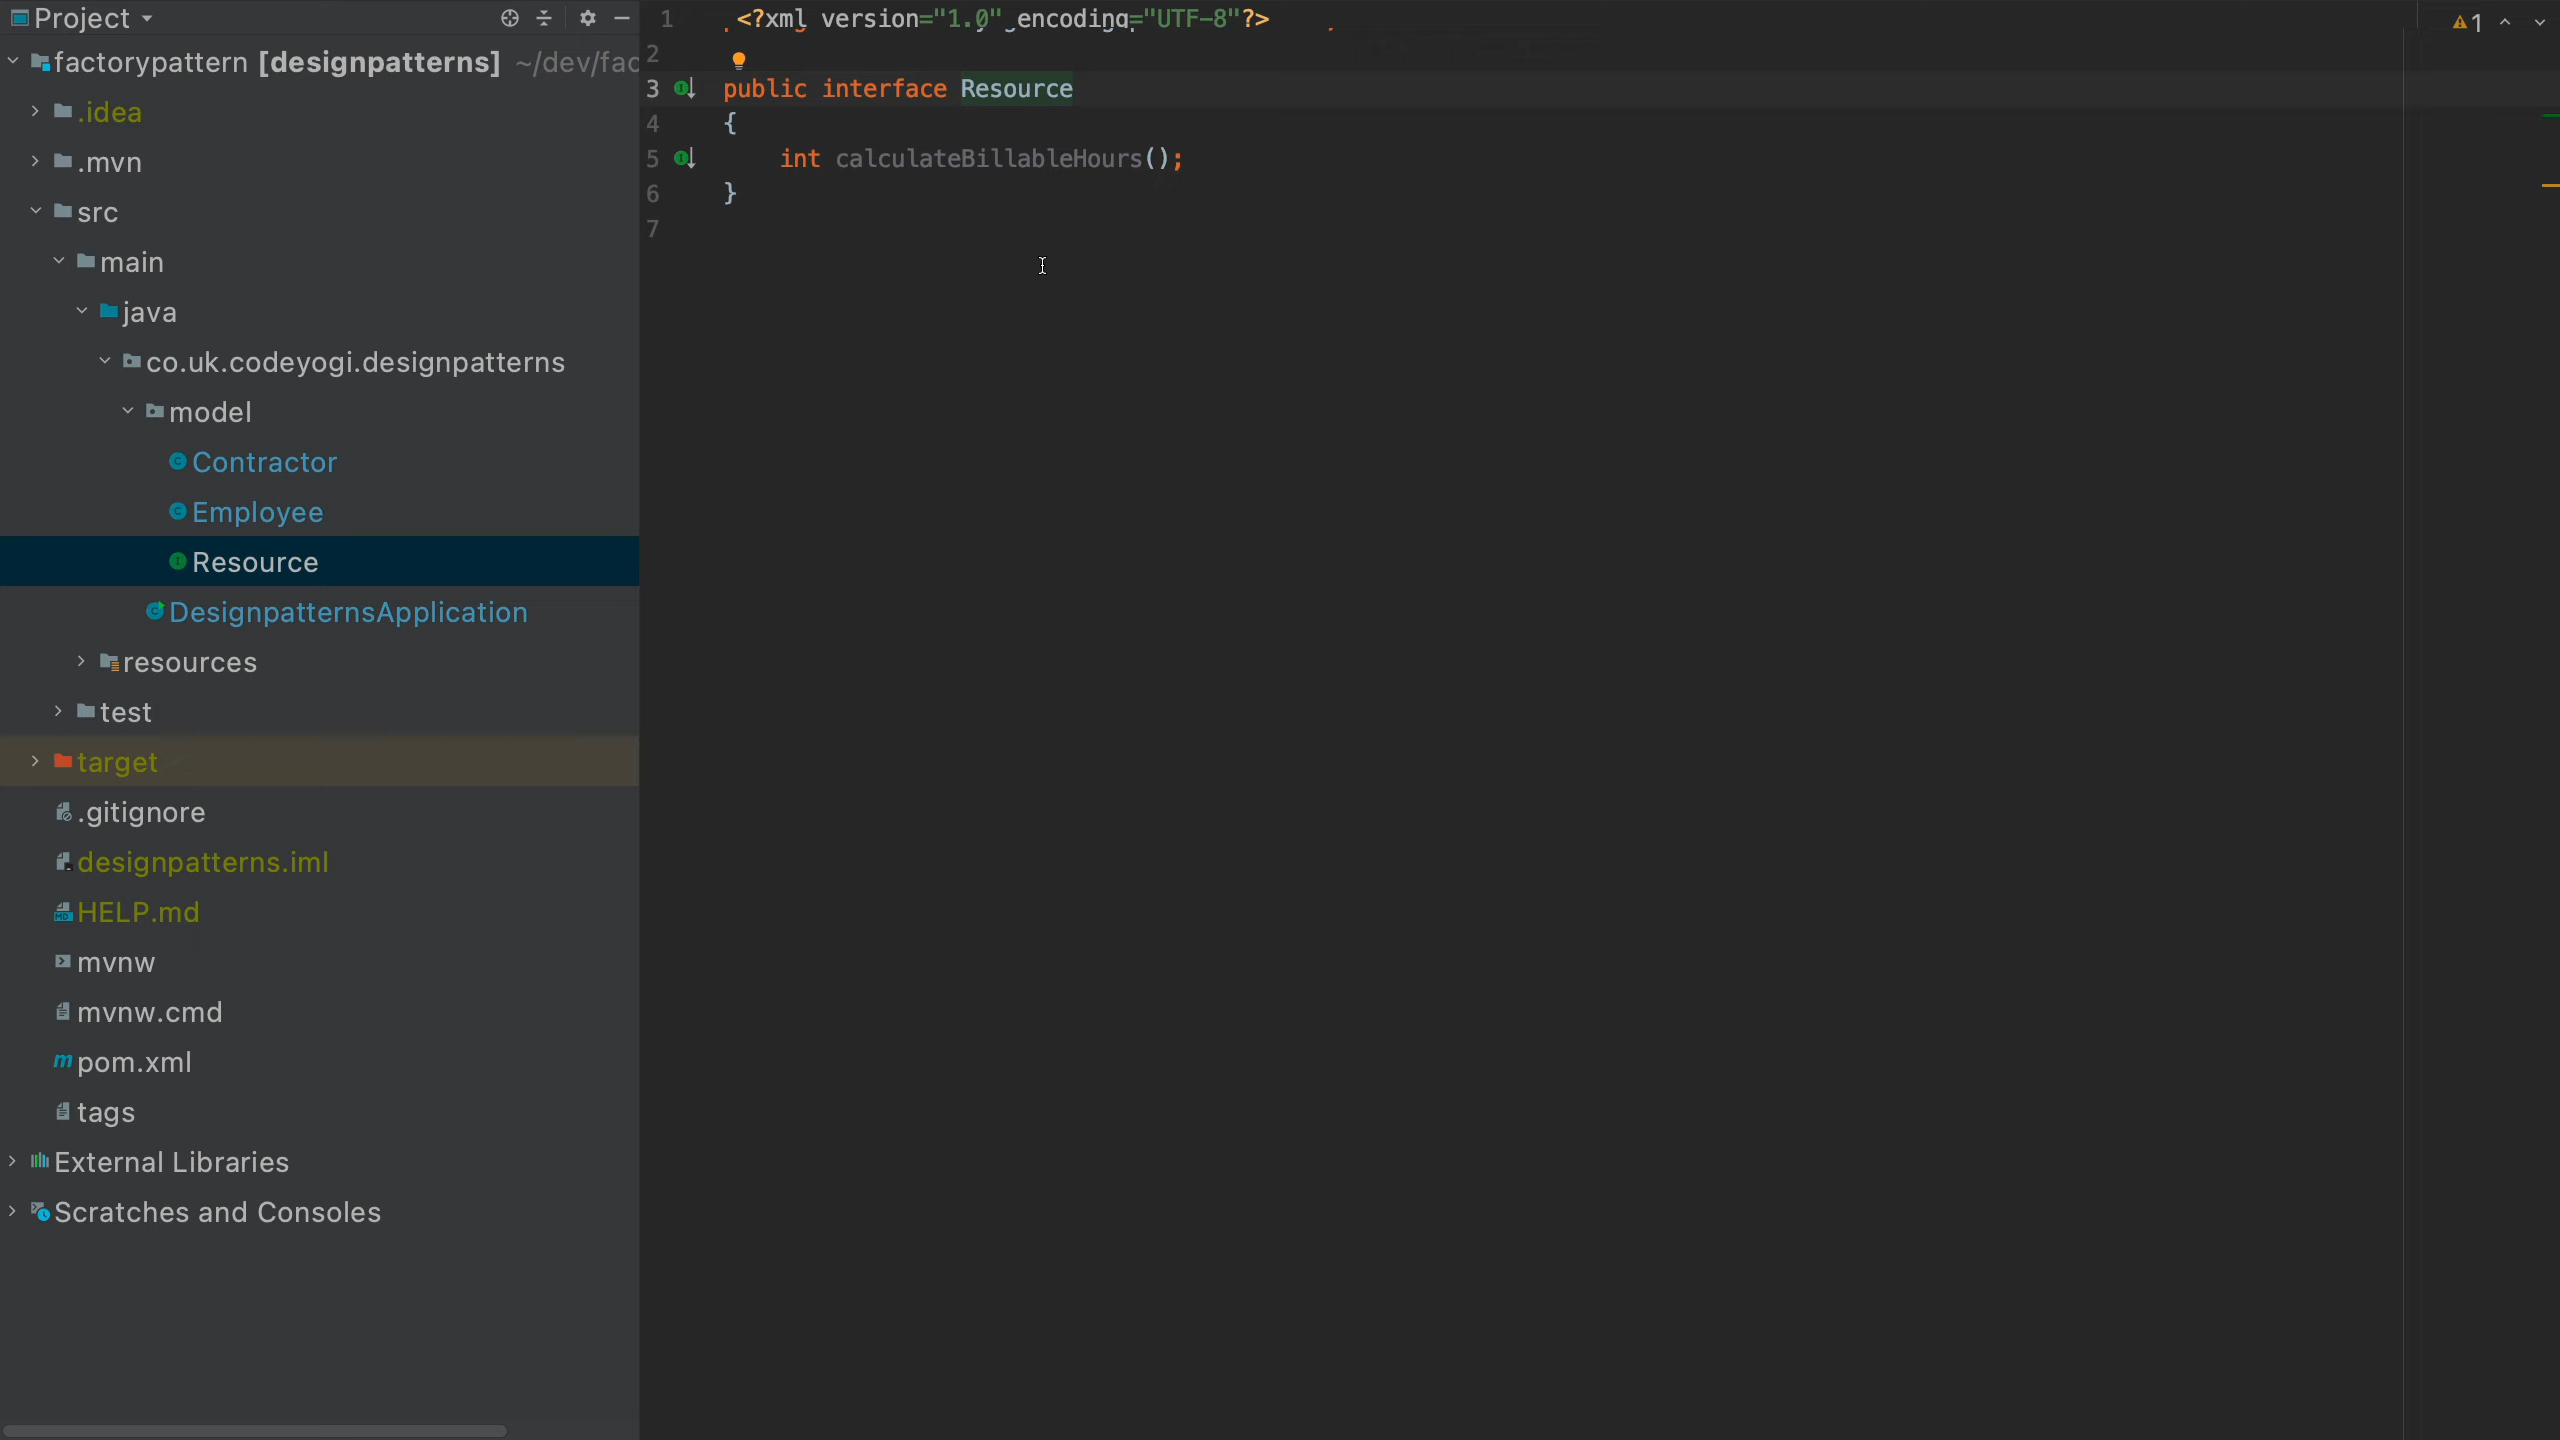 Project
factorypattern [designpatterns] ~/dev/fac
.idea
.mvn
src
main
java
co.uk.codeyogi.designpatterns
model
Contractor
Employee
Resource
DesignpatternsApplication
resources
test
target
.gitignore
designpatterns.iml
HELP.md
mvnw
mvnw.cmd
pom.xml
tags
External Libraries
Scratches and Consoles
1 <?xml version="1.0" encoding="UTF-8"?>
2
3 public interface Resource
4 {
5 int calculateBillableHours();
6 }
7
1